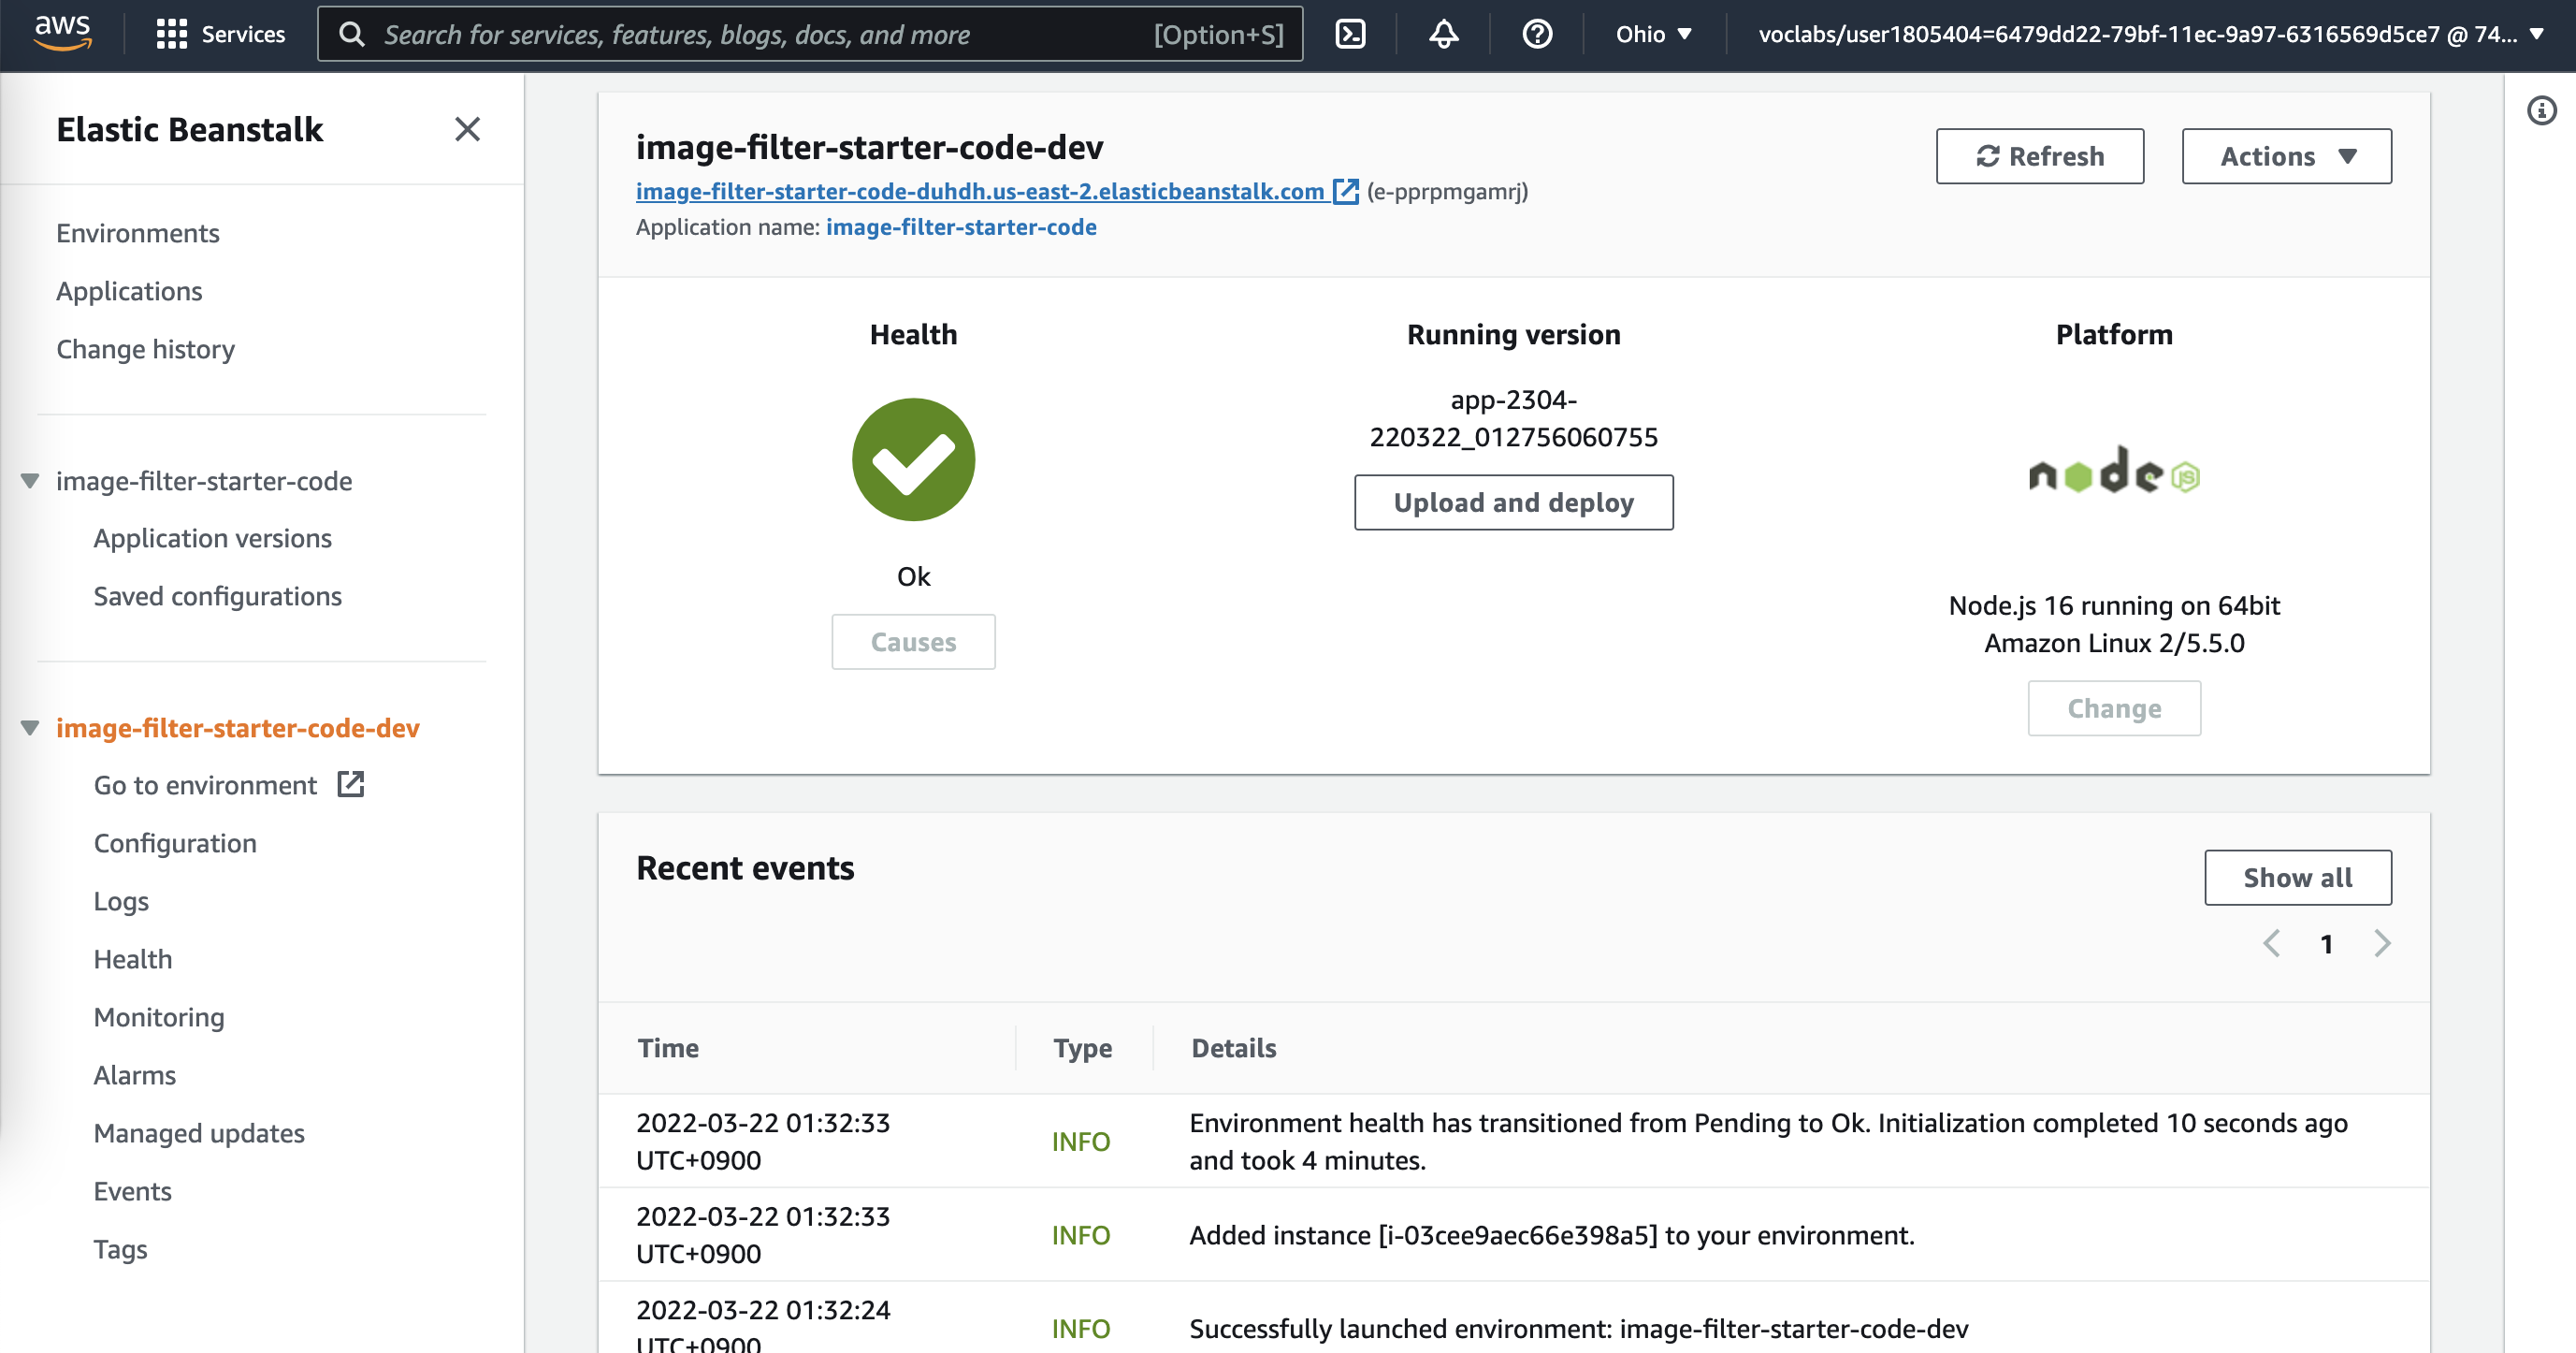 aws
Services
Search for services, features, blogs, docs, and more [Option+S]
Ohio
voclabs/user1805404=6479dd22-79bf-11ec-9a97-6316569d5ce7 @ 74...
Elastic Beanstalk
Environments
Applications
Change history
image-filter-starter-code
Application versions
Saved configurations
image-filter-starter-code-dev
Go to environment
Configuration
Logs
Health
Monitoring
Alarms
Managed updates
Events
Tags
image-filter-starter-code-dev
image-filter-starter-code-duhdh.us-east-2.elasticbeanstalk.com (e-pprpmgamrj)
Application name: image-filter-starter-code
Refresh
Actions
Health
Ok
Causes
Running version
app-2304-
220322_012756060755
Upload and deploy
Platform
node JS
Node.js 16 running on 64bit
Amazon Linux 2/5.5.0
Change
Recent events
Show all
1
Time Type Details
2022-03-22 01:32:33
UTC+0900
INFO
Environment health has transitioned from Pending to Ok. Initialization completed 10 seconds ago
and took 4 minutes.
2022-03-22 01:32:33
UTC+0900
INFO
Added instance [i-03cee9aec66e398a5] to your environment.
2022-03-22 01:32:24
UTC+0900
INFO
Successfully launched environment: image-filter-starter-code-dev